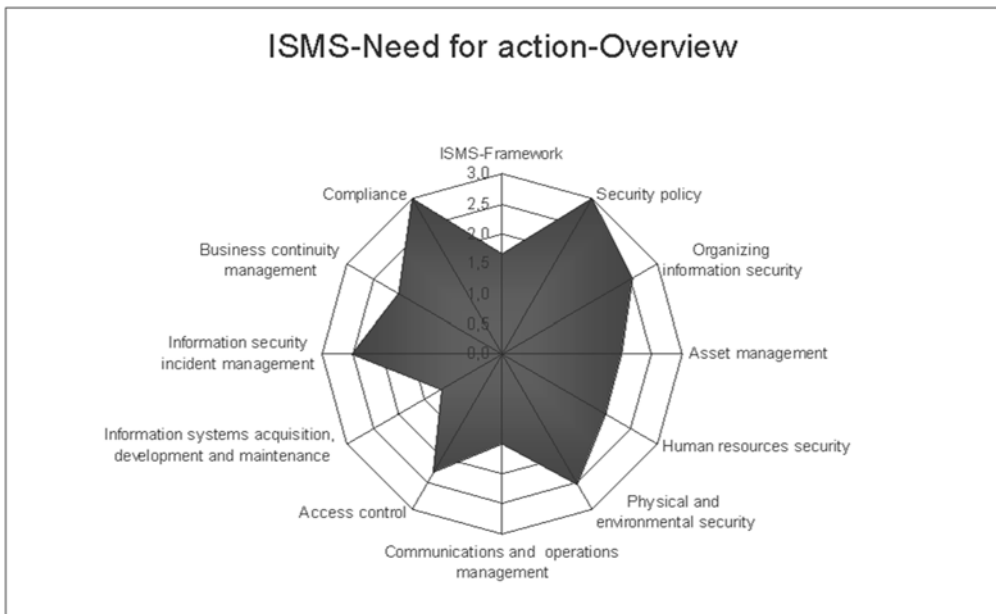 ISMS-Need for action-Overview
ISMS-Framework
3,0
2,5
2,0
1,5
1,0
0,5
0,0
Security policy
Organizing
information security
Asset management
Human resources security
Physical and
environmental security
Communications and operations
management
Access control
Information systems acquisition,
development and maintenance
Information security
incident management
Business continuity
management
Compliance